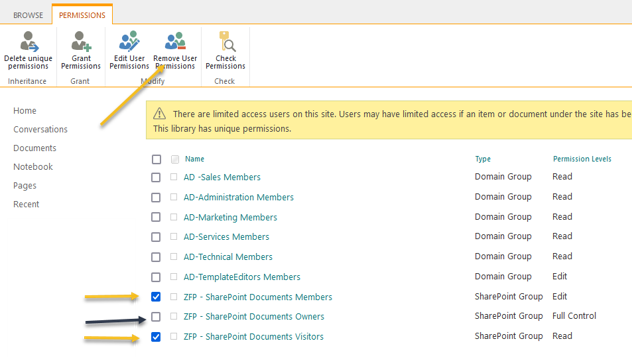 BROWSE PERMISSIONS
Delete unique permissions
Grant Permissions
Edit User Permissions
Remove User Permissions
Check Permissions
Inheritance Grant Modify Check
Home
Conversations
Documents
Notebook
Pages
Recent
There are limited access users on this site. Users may have limited access if an item or document under the site has be
This library has unique permissions.
Name Type Permission Levels
AD -Sales Members Domain Group Read
AD-Administration Members Domain Group Read
AD-Marketing Members Domain Group Read
AD-Services Members Domain Group Read
AD-Technical Members Domain Group Read
AD-TemplateEditors Members Domain Group Edit
ZFP - SharePoint Documents Members SharePoint Group Edit
ZFP - SharePoint Documents Owners SharePoint Group Full Control
ZFP - SharePoint Documents Visitors SharePoint Group Read